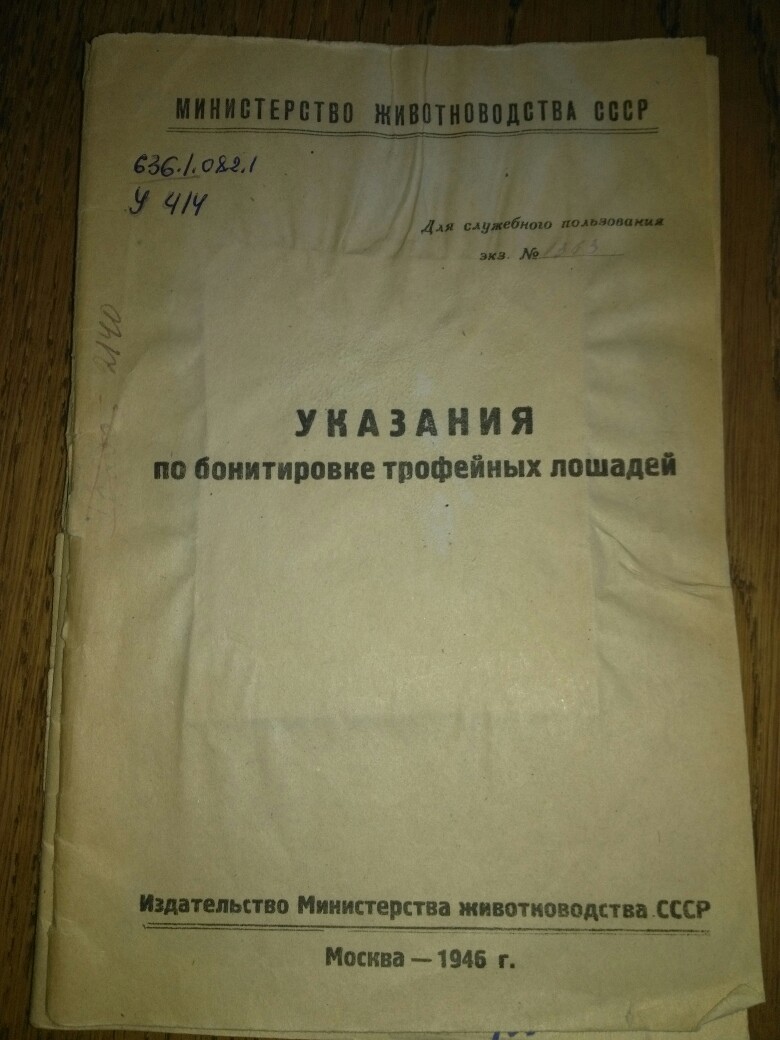 МИНИСТЕРСТВО ЖИВОТНОВОДСТВА СССР
636.1.082.1
У 414
Для служебного пользования
экз. №
2140
УКАЗАНИЯ
по бонитировке трофейных лошадей
Издательство Министерства животноводства СССР
Москва — 1946 г.